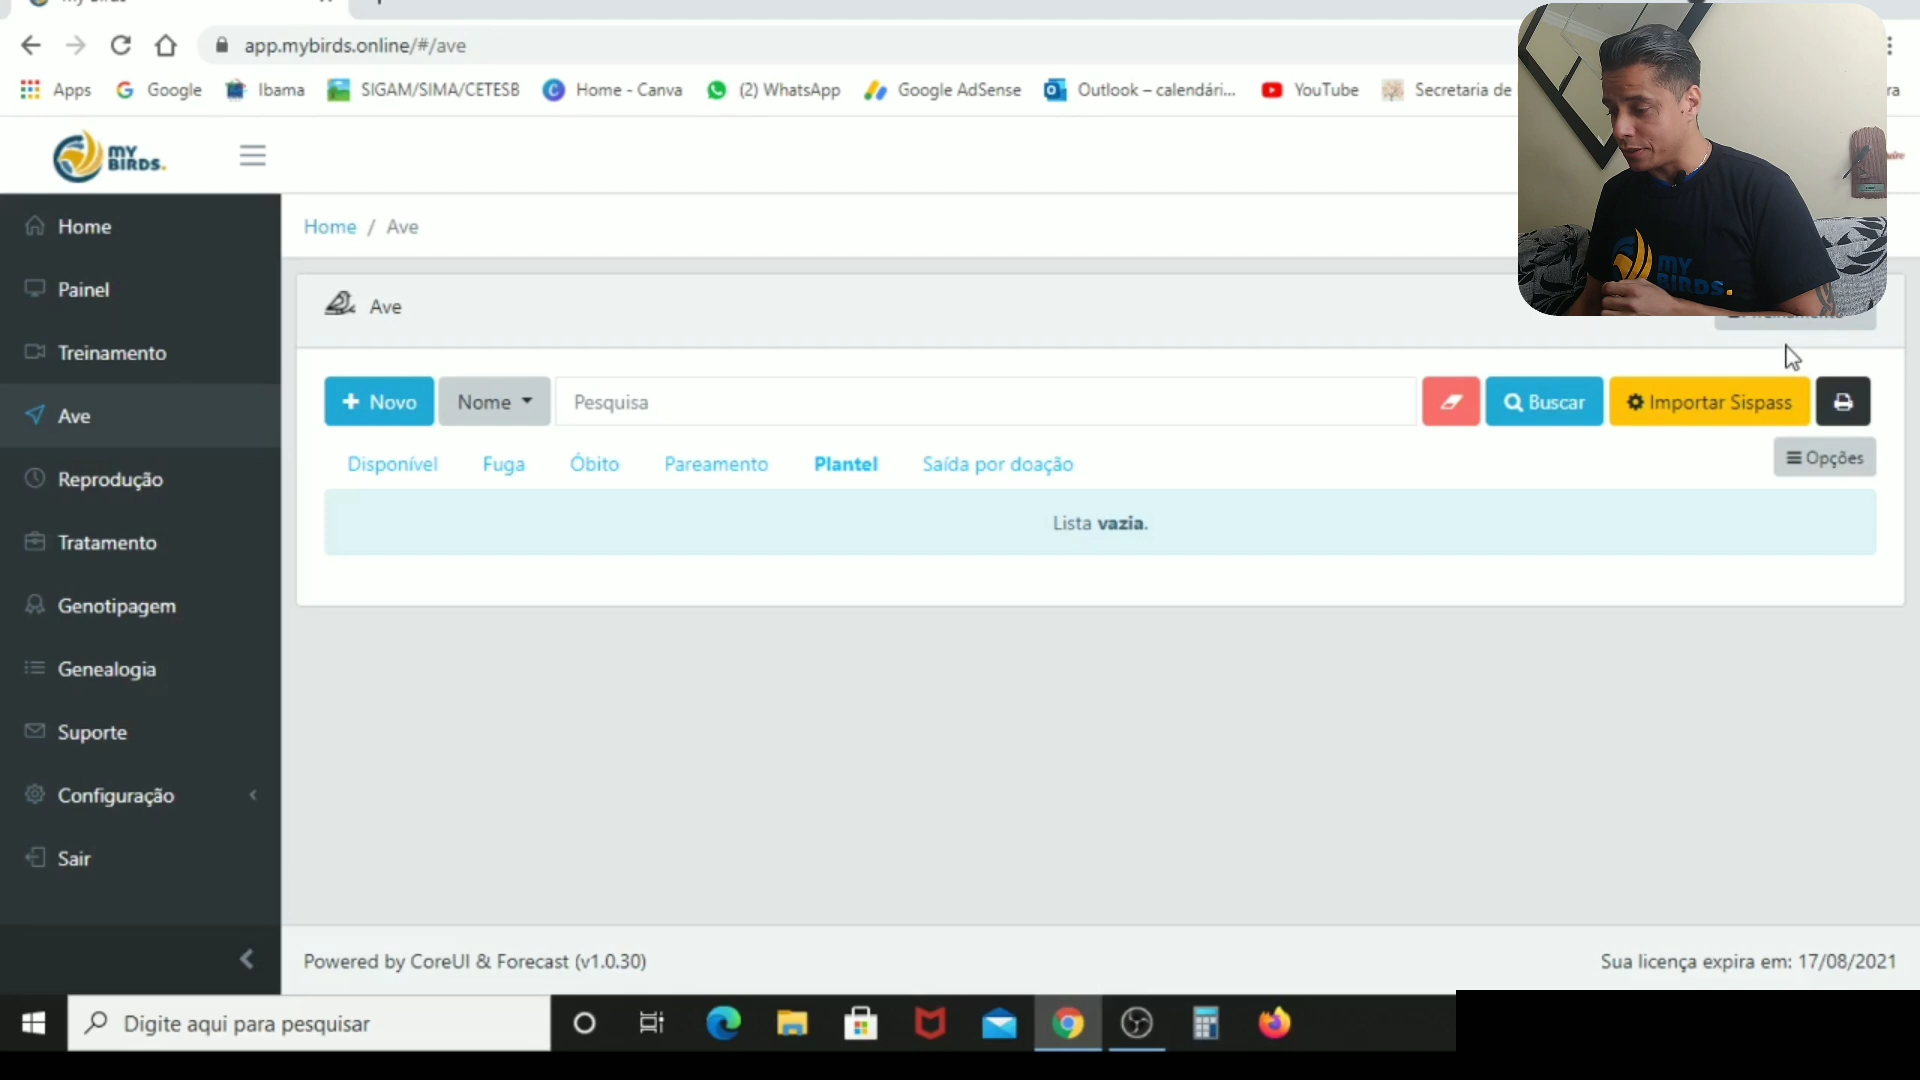 app.mybirds.online/#/ave
Apps Google Ibama SIGAM/SIMA/CETESB Home - Canva (2) WhatsApp Google AdSense Outlook – calendári... YouTube Secretaria de
MY BIRDS.
Home
Painel
Treinamento
Ave
Reprodução
Tratamento
Genotipagem
Genealogia
Suporte
Configuração
Sair
Home / Ave
Ave
+ Novo Nome Pesquisa Buscar Importar Sispass
Disponível Fuga Óbito Pareamento Plantel Saída por doação Opções
Lista vazia.
MY
BIRDS.
Powered by CoreUI & Forecast (v1.0.30) Sua licença expira em: 17/08/2021
Digite aqui para pesquisar